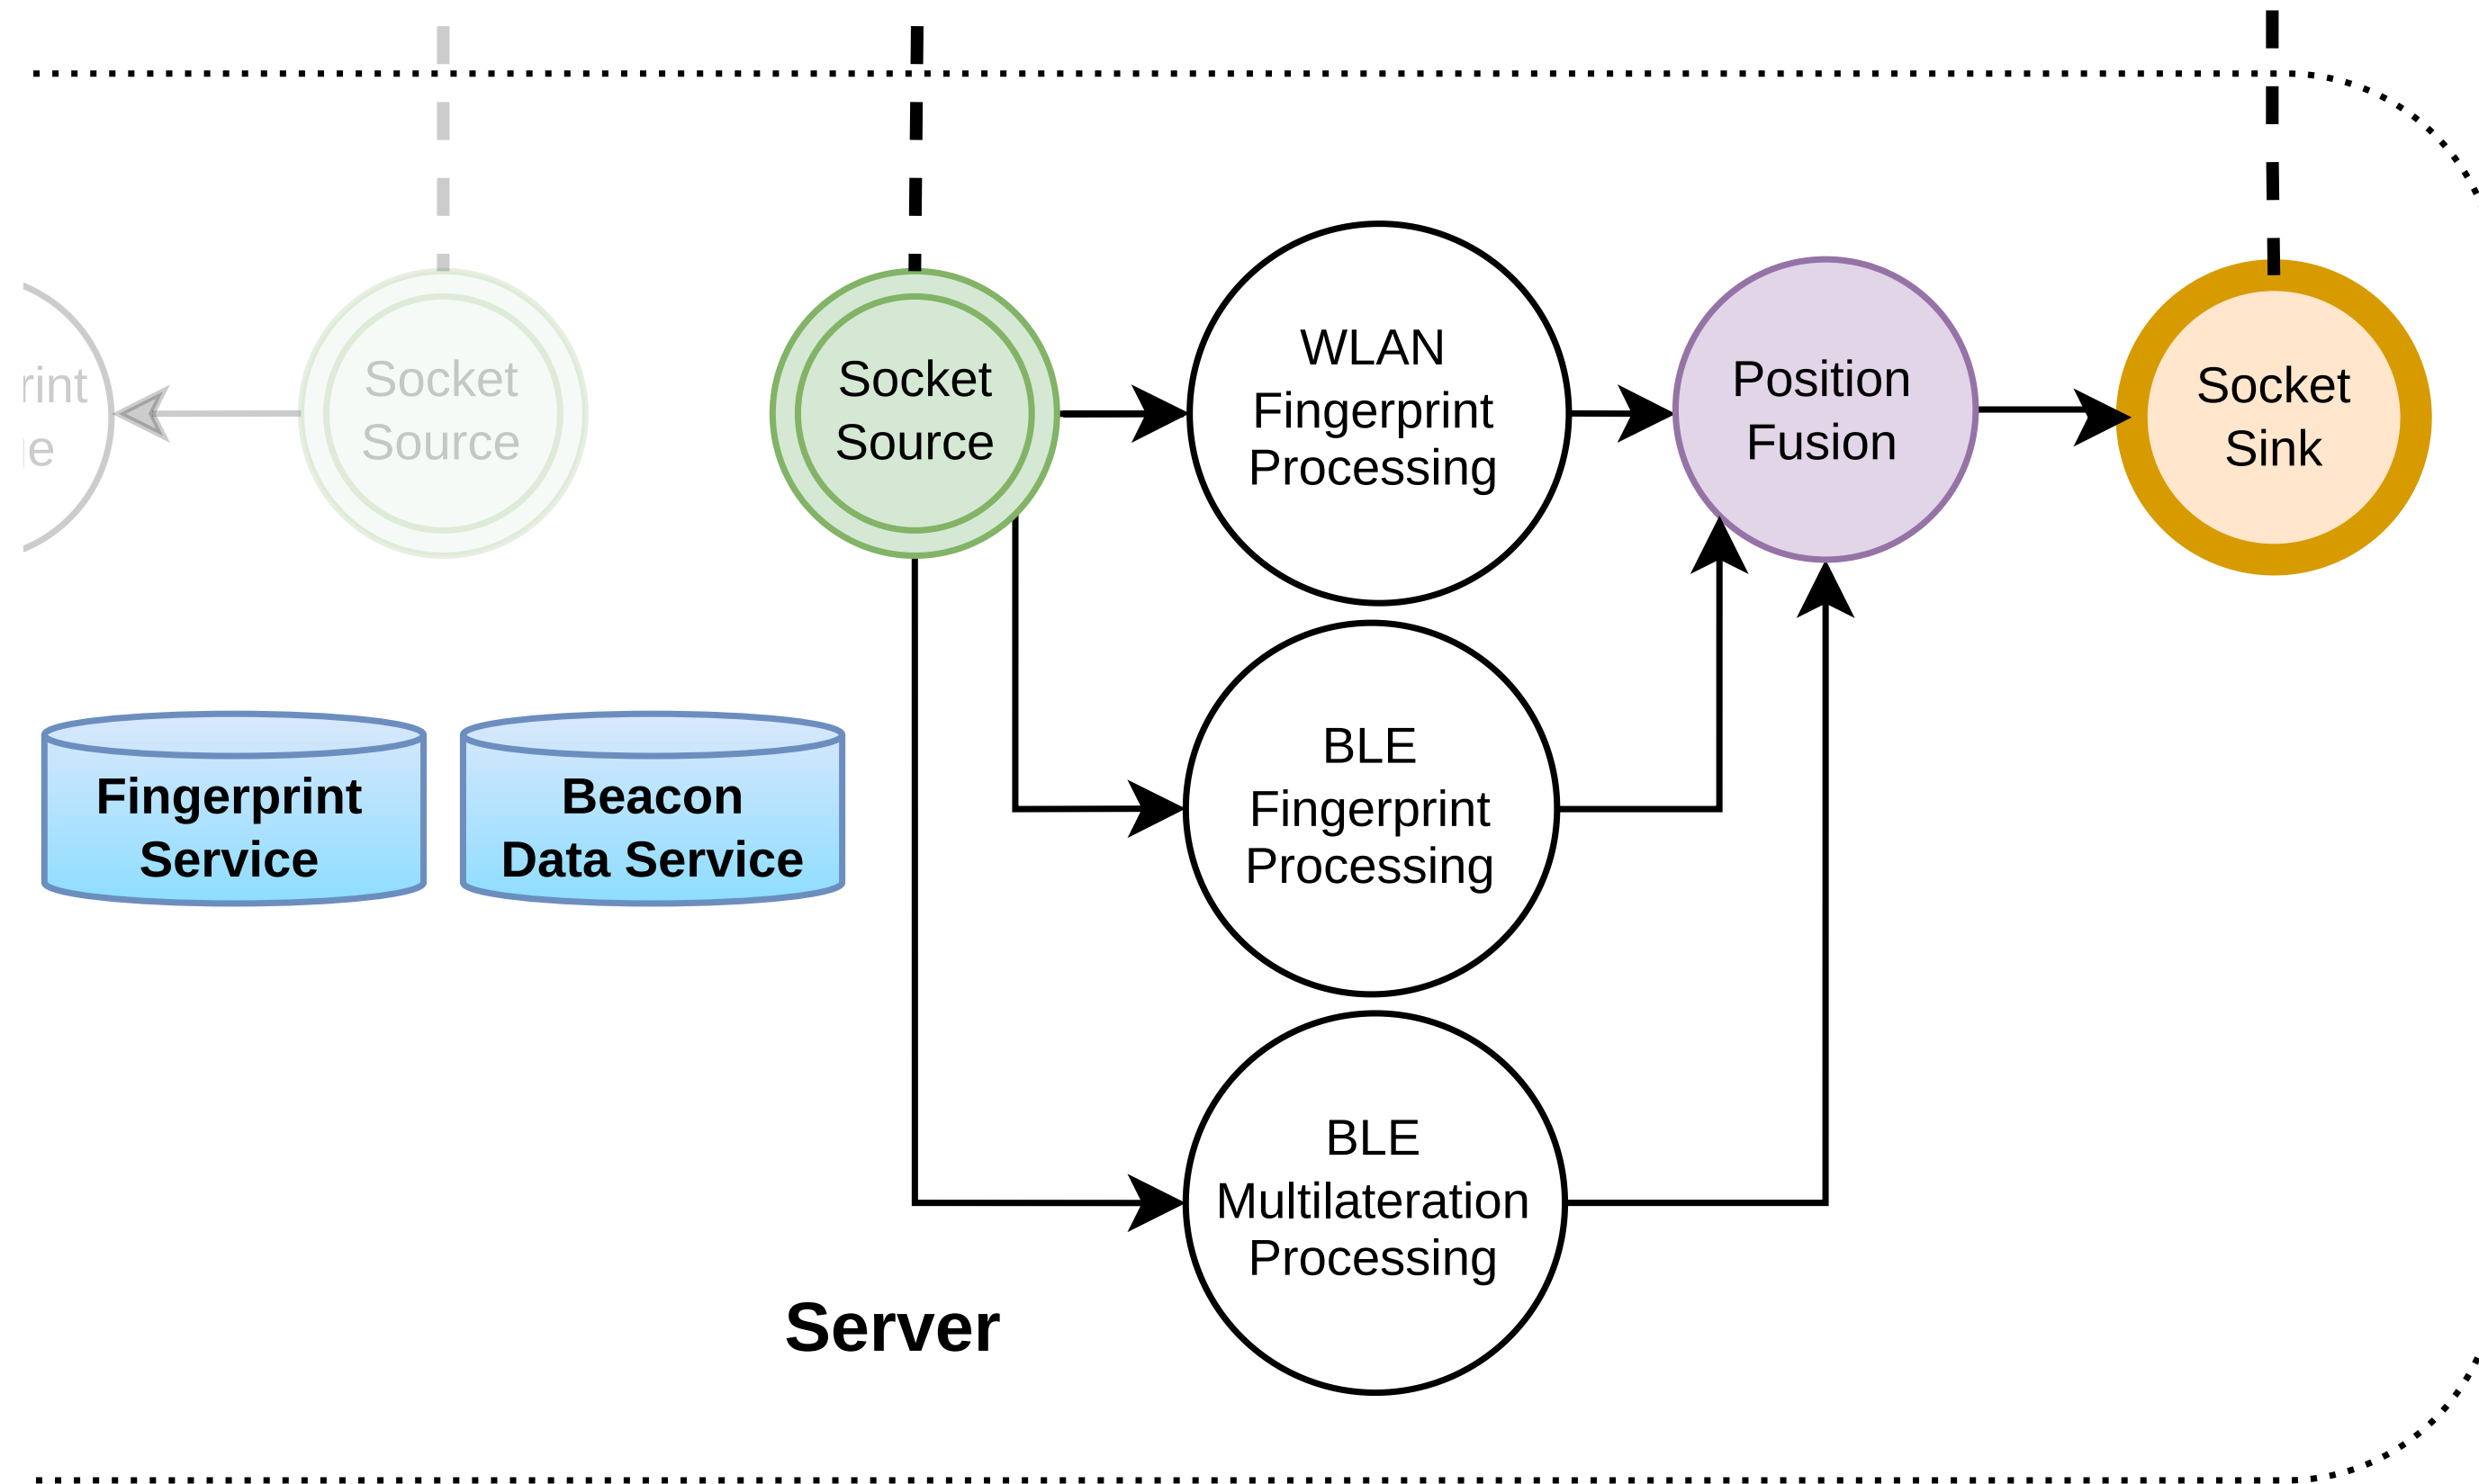 Socket
Source
Socket
Source
WLAN
Fingerprint
Processing
Position
Fusion
Socket
Sink
Fingerprint
Service
Beacon
Data Service
BLE
Fingerprint
Processing
BLE
Multilateration
Processing
Server